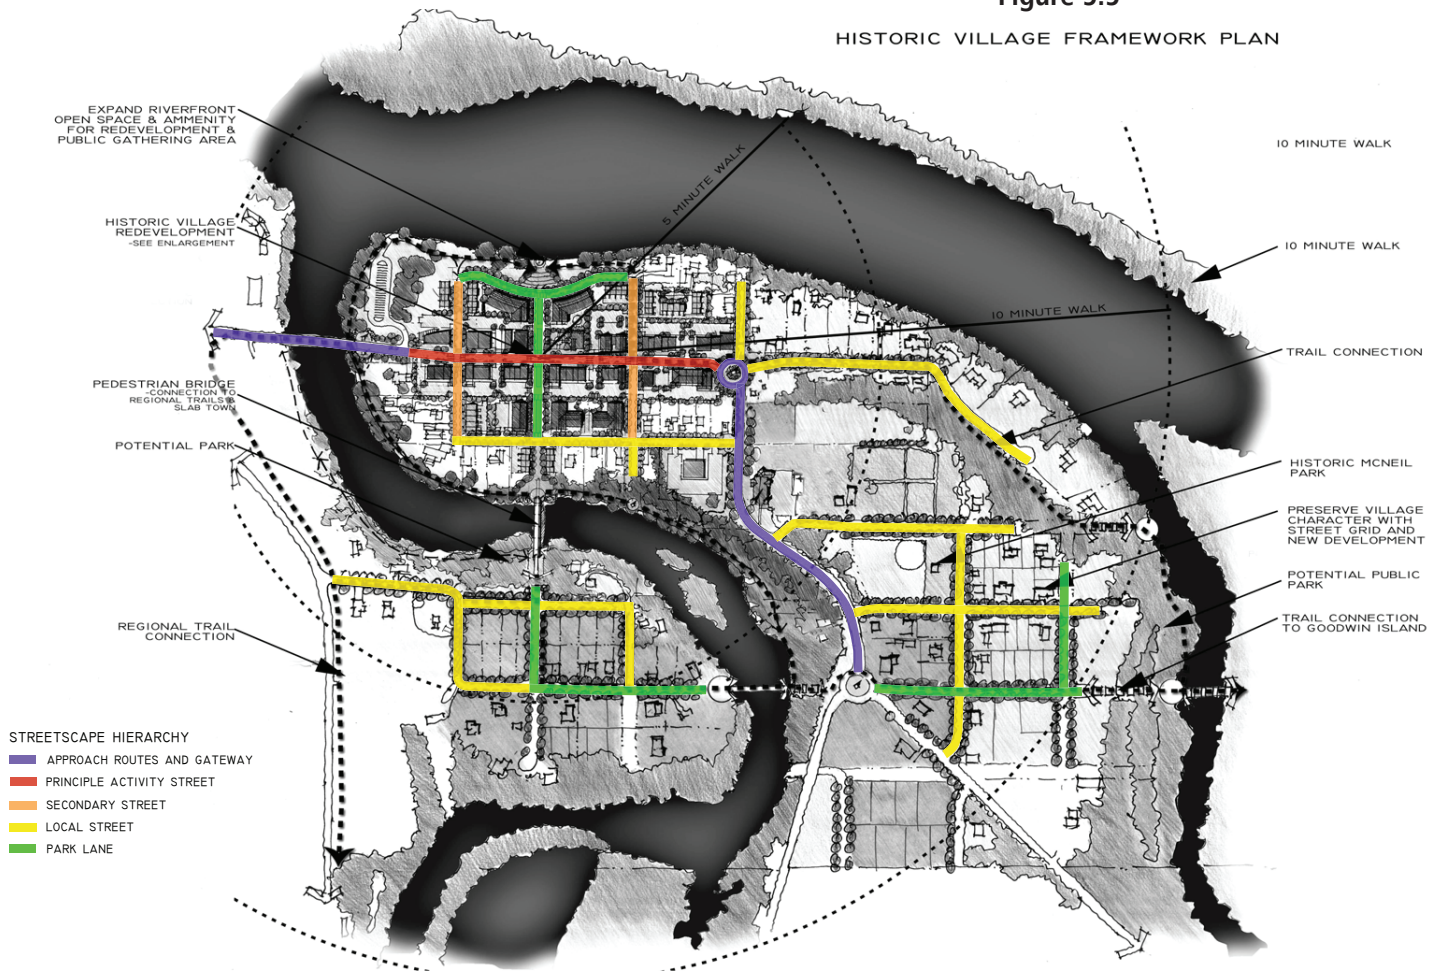 Figure 9.9
HISTORIC VILLAGE FRAMEWORK PLAN
EXPAND RIVERFRONT
OPEN SPACE & AMMENITY
FOR REDEVELOPMENT &
PUBLIC GATHERING AREA
10 MINUTE WALK
5 MINUTE WALK
HISTORIC VILLAGE
REDEVELOPMENT
-SEE ENLARGEMENT
10 MINUTE WALK
10 MINUTE WALK
TRAIL CONNECTION
PEDESTRIAN BRIDGE
-CONNECTION TO
REGIONAL TRAILS &
SLAB TOWN
POTENTIAL PARK
HISTORIC MCNEIL
PARK
PRESERVE VILLAGE
CHARACTER WITH
STREET GRID AND
NEW DEVELOPMENT
POTENTIAL PUBLIC
PARK
TRAIL CONNECTION
TO GOODWIN ISLAND
REGIONAL TRAIL
CONNECTION
STREETSCAPE HIERARCHY
APPROACH ROUTES AND GATEWAY
PRINCIPLE ACTIVITY STREET
SECONDARY STREET
LOCAL STREET
PARK LANE